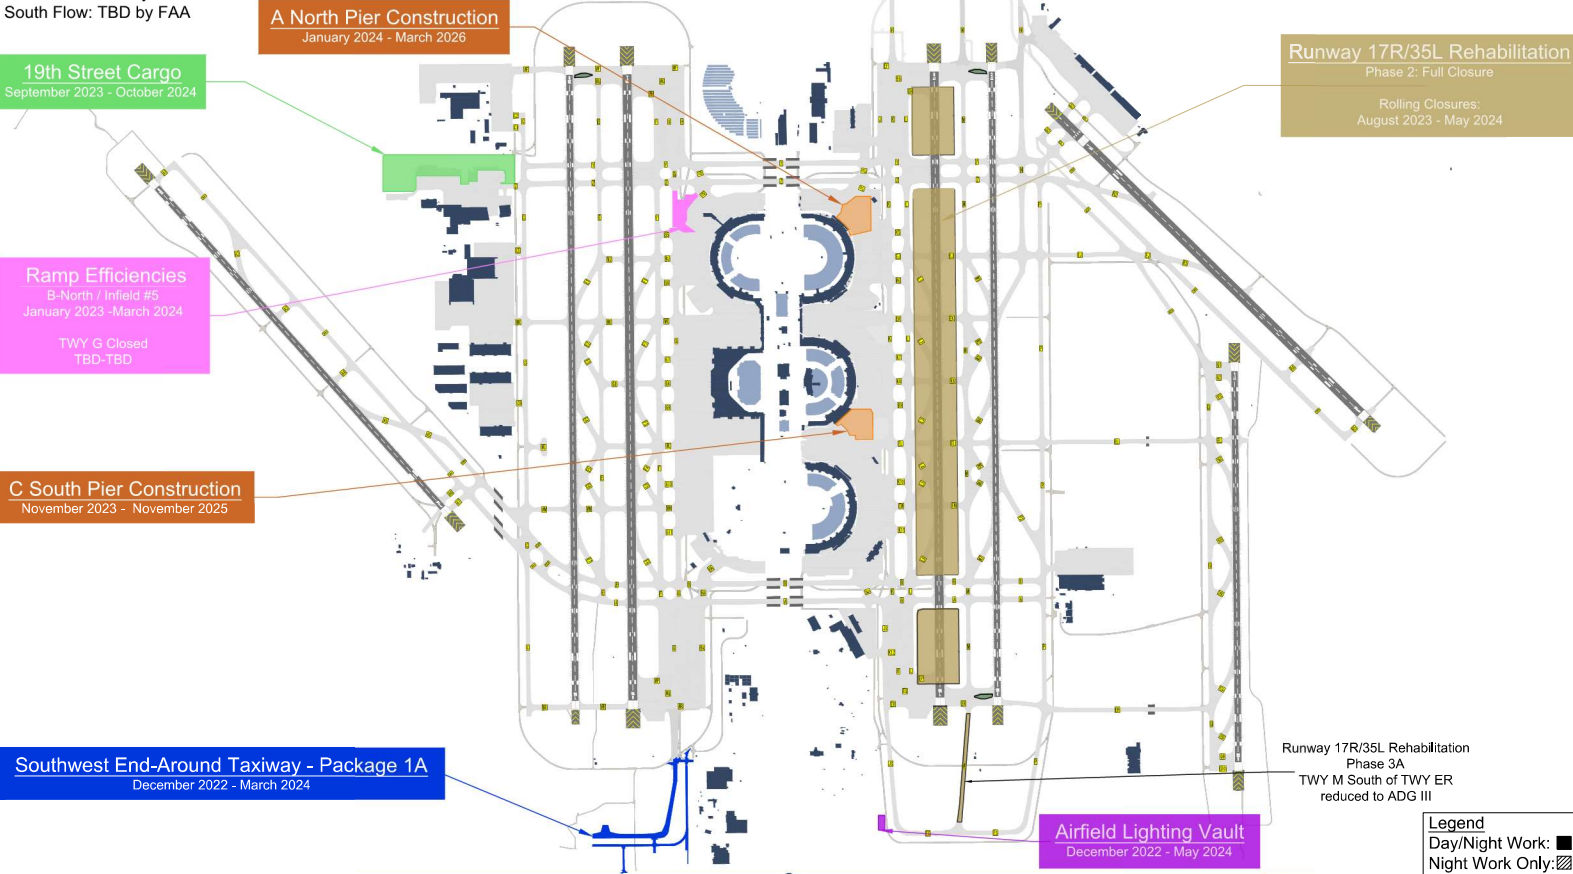 South Flow: TBD by FAA
A North Pier Construction
January 2024 - March 2026
19th Street Cargo
September 2023 - October 2024
Runway 17R/35L Rehabilitation
Phase 2: Full Closure
Rolling Closures:
August 2023 - May 2024
Ramp Efficiencies
B-North / Infield #5
January 2023 -March 2024
TWY G Closed
TBD-TBD
C South Pier Construction
November 2023 - November 2025
Southwest End-Around Taxiway - Package 1A
December 2022 - March 2024
Runway 17R/35L Rehabilitation
Phase 3A
TWY M South of TWY ER
reduced to ADG III
Airfield Lighting Vault
December 2022 - May 2024
Legend
Day/Night Work:
Night Work Only: